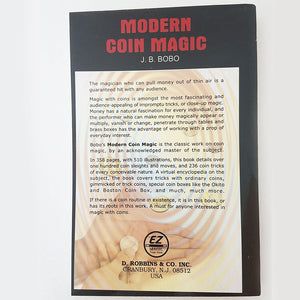 MODERN
COIN MAGIC
J. B. BOBO
The magician who can pull money out of thin air is a
guaranteed hit with any audience.
Magic with coins is amongst the most fascinating and
audience-appealing of impromptu tricks, or close-up magic.
Money has a natural fascination for every individual, and
the performer who can make money magically appear or
multiply, vanish or change, penetrate through tables and
brass boxes has the advantage of working with a prop of
everyday interest.
Bobo's Modern Coin Magic is the classic work on coin
magic, by an acknowledged master of the subject.
In 358 pages, with 510 illustrations, this book details over
one hundred coin sleights and moves, and 236 coin tricks
of every conceivable nature. A virtual encyclopedia on the
subject. The book covers tricks with ordinary coins,
gimmicked or trick coins, special coin boxes like the Okito
and Boston Coin Box, and much, much more.
If there is a coin routine in existence, it is in this book, or
has its roots in this work. A must for anyone interested in
magic with coins.
EZ
MAGIC
D. ROBBINS & CO. INC.
CRANBURY, N.J. 08512
USA